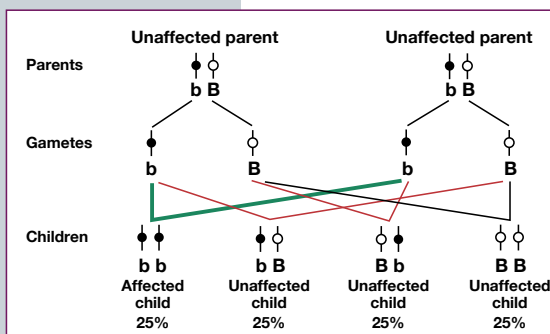 Unaffected parent Unaffected parent
Parents
b B b B
Gametes
b B b B
Children
b b b B B b B B
Affected Unaffected Unaffected Unaffected
child child child child
25% 25% 25% 25%